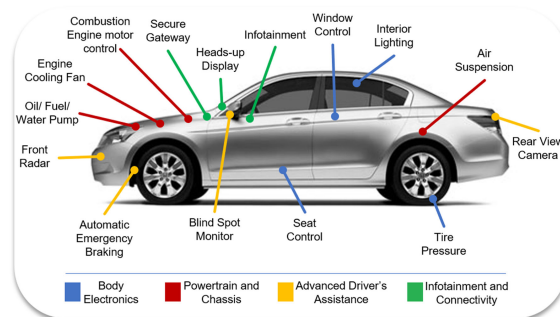 Combustion
Engine motor
control
Secure
Gateway
Heads-up
Display
Infotainment
Window
Control
Interior
Lighting
Air
Suspension
Engine
Cooling Fan
Oil/ Fuel/
Water Pump
Front
Radar
Rear View
Camera
Automatic
Emergency
Braking
Blind Spot
Monitor
Seat
Control
Tire
Pressure
Body
Electronics
Powertrain
and Chassis
Advanced Driver's
Assistance
Infotainment and
Connectivity